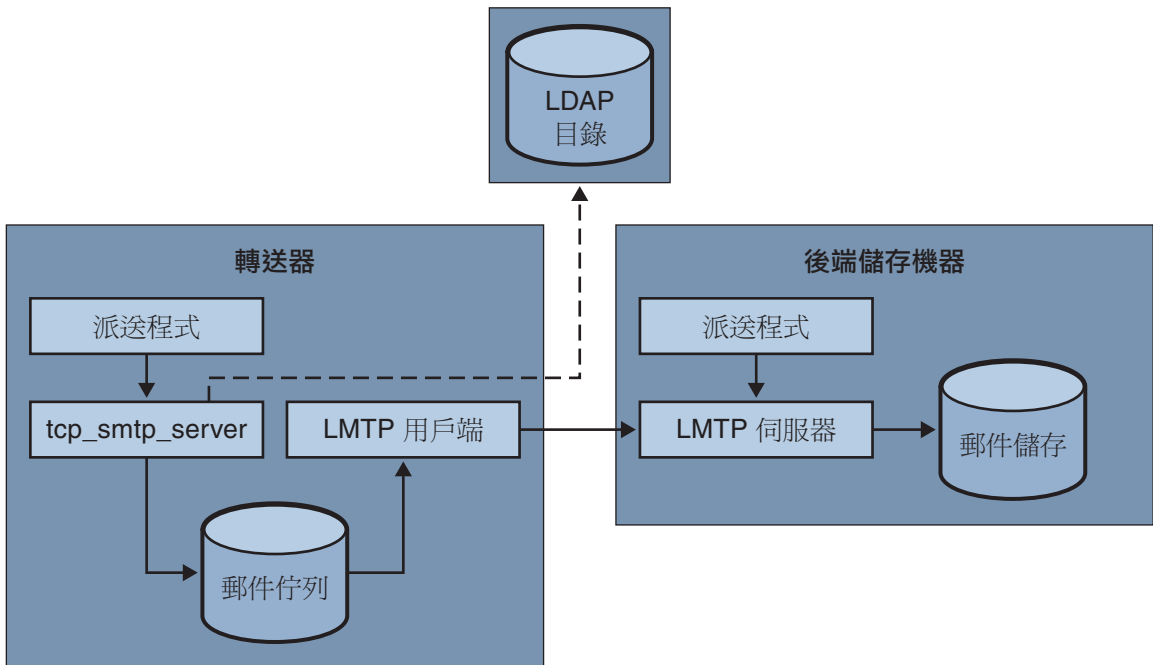 LDAP
目錄
轉送器
派送程式
tcp_smtp_server
LMTP 用戶端
郵件佇列
後端儲存機器
派送程式
LMTP 伺服器
郵件儲存